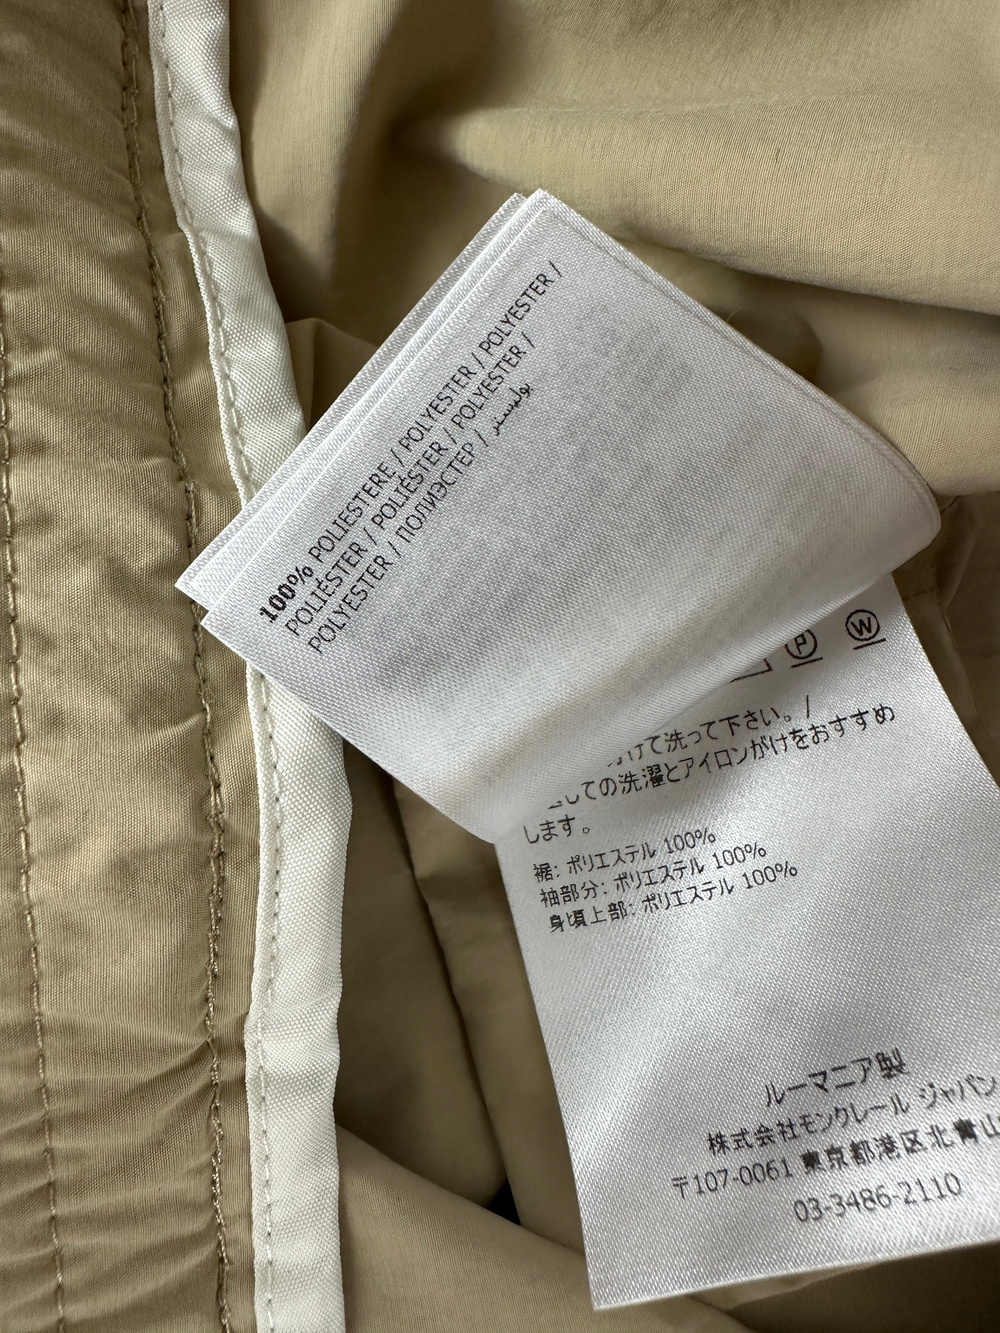 100% POLIESTERE / POLYESTER / POLYESTER /
POLIÉSTER / POLIÉSTER / POLYESTER /
POLYESTER / ПОЛИЭСТЕР / بوليستر
P W
けて洗って下さい。/
しての洗濯とアイロンがけをおすすめ
します。
裾: ポリエステル 100%
袖部分: ポリエステル 100%
身頃上部: ポリエステル 100%
ルーマニア製
株式会社モンクレール ジャパン
〒107-0061 東京都港区北青山
03-3486-2110